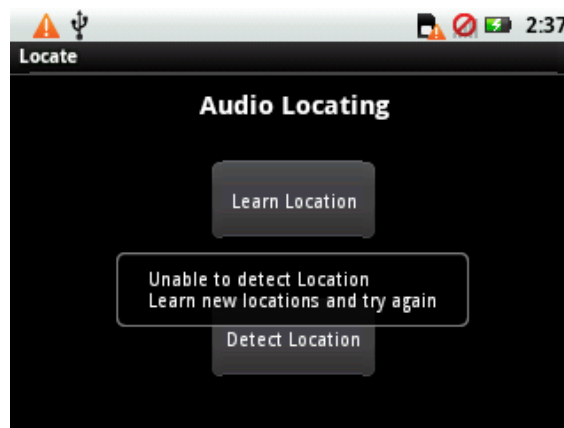 2:37
Locate
Audio Locating
Learn Location
Unable to detect Location
Learn new locations and try again
Detect Location